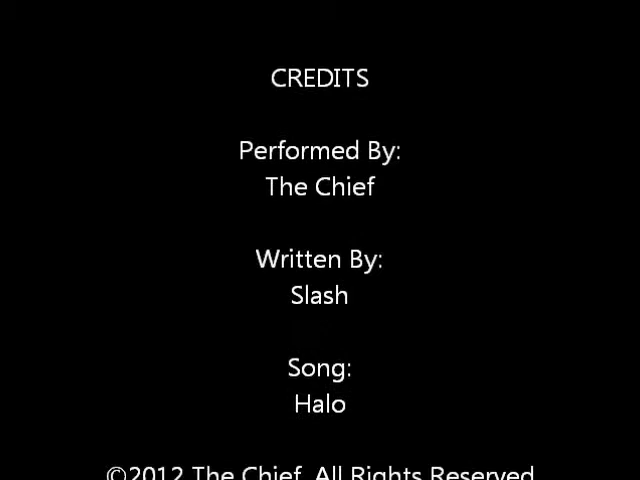 CREDITS
Performed By:
The Chief
Written By:
Slash
Song:
Halo
©2012 The Chief. All Rights Reserved